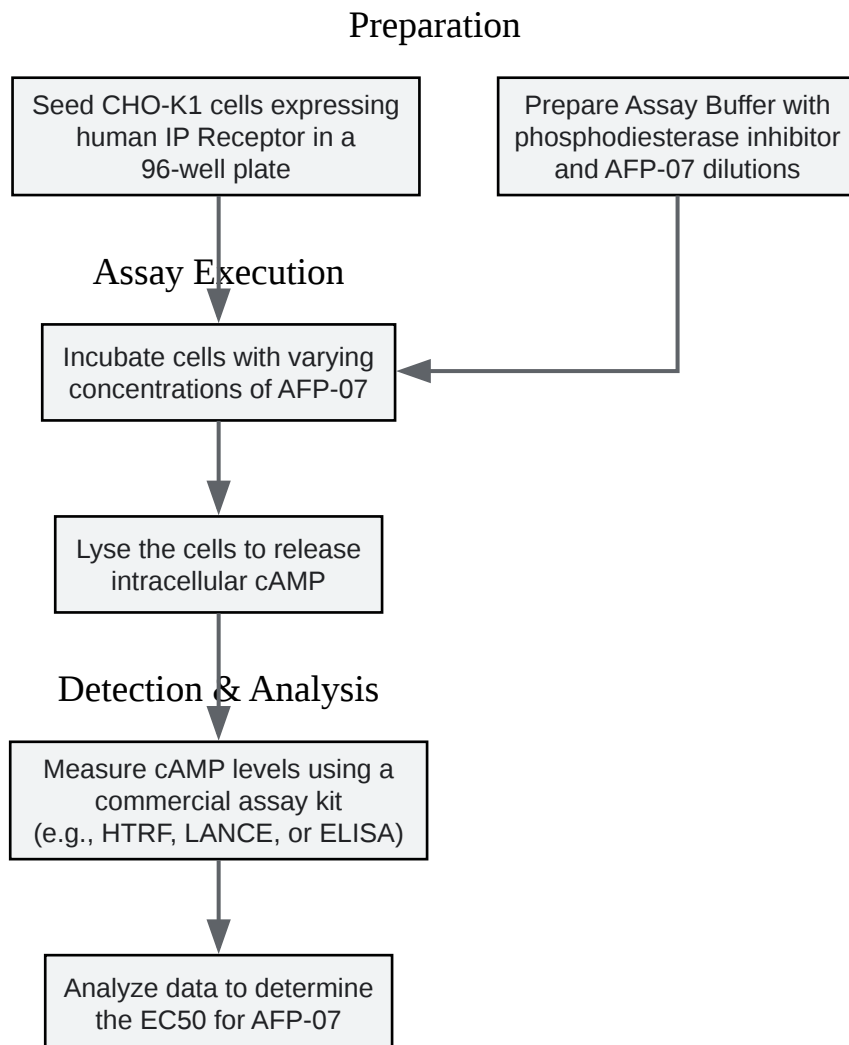 Preparation
Seed CHO-K1 cells expressing
human IP Receptor in a
96-well plate
Prepare Assay Buffer with
phosphodiesterase inhibitor
and AFP-07 dilutions
Assay Execution
Incubate cells with varying
concentrations of AFP-07
Lyse the cells to release
intracellular cAMP
Detection & Analysis
Measure cAMP levels using a
commercial assay kit
(e.g., HTRF, LANCE, or ELISA)
Analyze data to determine
the EC50 for AFP-07